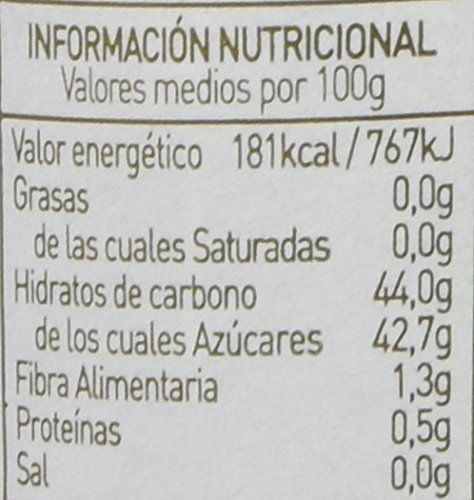 INFORMACIÓN NUTRICIONAL
Valores medios por 100g
Valor energético 181kcal/767kJ
Grasas 0,0g
de las cuales Saturadas 0,0g
Hidratos de carbono 44,0g
de los cuales Azúcares 42,7g
Fibra Alimentaria 1,3g
Proteínas 0,5g
Sal 0,0g